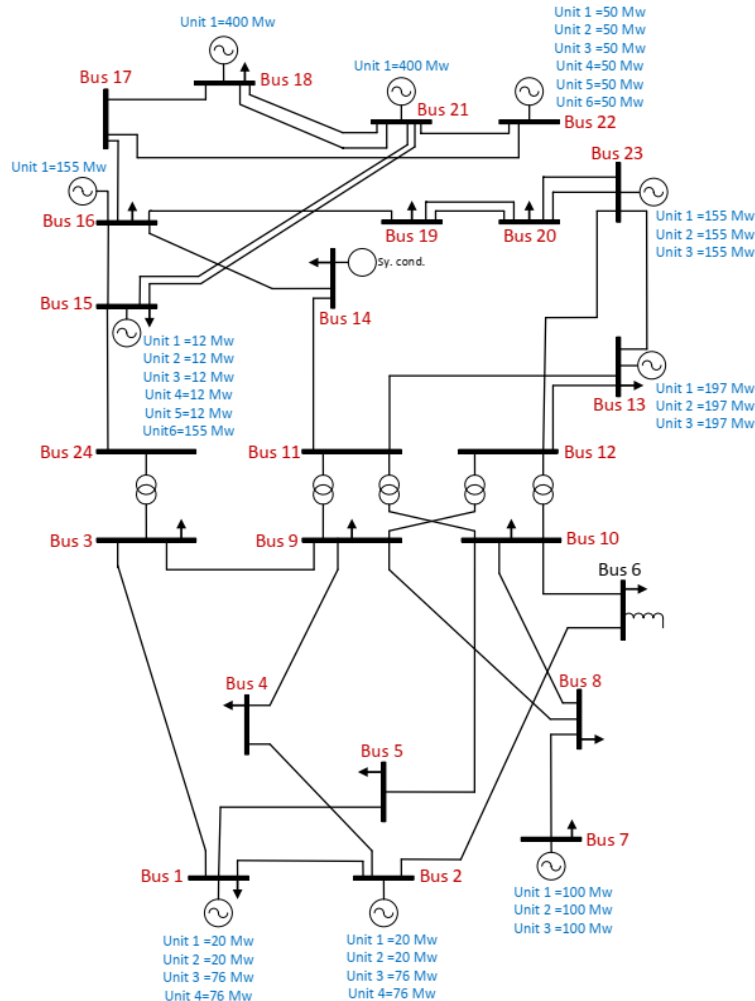 Unit 1 =50 Mw
Unit 2 =50 Mw
Unit 3 =50 Mw
Unit 4=50 Mw
Unit 5=50 Mw
Unit 6=50 Mw
Unit 1=400 Mw
Unit 1=400 Mw
Bus 17
Bus 18
Bus 21
Bus 22
Bus 23
Unit 1=155 Mw
Bus 16
Bus 19
Bus 20
Unit 1 =155 Mw
Unit 2 =155 Mw
Unit 3 =155 Mw
Sy. cond.
Bus 15
Bus 14
Unit 1 =12 Mw
Unit 2 =12 Mw
Unit 3 =12 Mw
Unit 4=12 Mw
Unit 5=12 Mw
Unit6=155 Mw
Bus 13
Unit 1 =197 Mw
Unit 2 =197 Mw
Unit 3 =197 Mw
Bus 24
Bus 11
Bus 12
Bus 3
Bus 9
Bus 10
Bus 6
Bus 4
Bus 8
Bus 5
Bus 7
Bus 1
Bus 2
Unit 1 =100 Mw
Unit 2 =100 Mw
Unit 3 =100 Mw
Unit 1 =20 Mw
Unit 2 =20 Mw
Unit 3 =76 Mw
Unit 4=76 Mw
Unit 1 =20 Mw
Unit 2 =20 Mw
Unit 3 =76 Mw
Unit 4=76 Mw